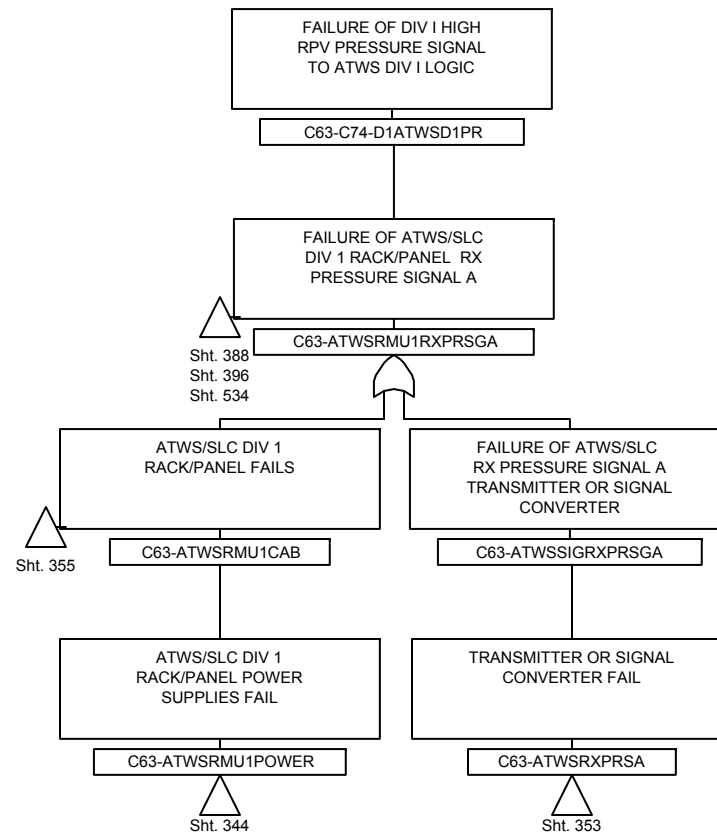 FAILURE OF DIV I HIGH
RPV PRESSURE SIGNAL
TO ATWS DIV I LOGIC
C63-C74-D1ATWSD1PR
FAILURE OF ATWS/SLC
DIV 1 RACK/PANEL RX
PRESSURE SIGNAL A
C63-ATWSRMU1RXPRSGA
Sht. 388
Sht. 396
Sht. 534
ATWS/SLC DIV 1
RACK/PANEL FAILS
C63-ATWSRMU1CAB
Sht. 355
FAILURE OF ATWS/SLC
RX PRESSURE SIGNAL A
TRANSMITTER OR SIGNAL
CONVERTER
C63-ATWSSIGRXPRSGA
ATWS/SLC DIV 1
RACK/PANEL POWER
SUPPLIES FAIL
C63-ATWSRMU1POWER
Sht. 344
TRANSMITTER OR SIGNAL
CONVERTER FAIL
C63-ATWSRXPRSA
Sht. 353